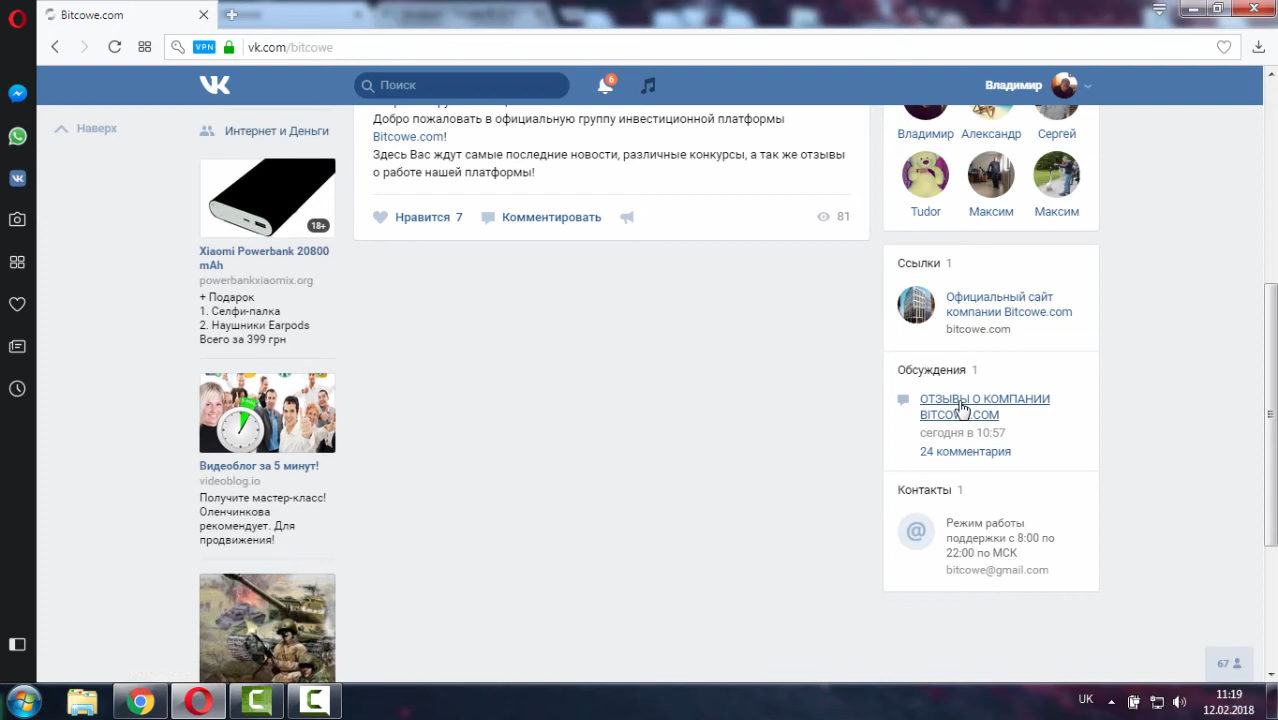 Bitcowe.com
VPN
vk.com/bitcowe
Поиск
6
Владимир
Наверх
Интернет и Деньги
18+
Xiaomi Powerbank 20800
mAh
powerbankxiaomix.org
+ Подарок
1. Селфи-палка
2. Наушники Earpods
Всего за 399 грн
Видеоблог за 5 минут!
videoblog.io
Получите мастер-класс!
Оленчинкова
рекомендует. Для
продвижения!
Добро пожаловать в официальную группу инвестиционной платформы
Bitcowe.com!
Здесь Вас ждут самые последние новости, различные конкурсы, а так же отзывы
о работе нашей платформы!
Нравится 7
Комментировать
81
Владимир Александр Сергей
Tudor Максим Максим
Ссылки 1
Официальный сайт
компании Bitcowe.com
bitcowe.com
Обсуждения 1
ОТЗЫВЫ О КОМПАНИИ
BITCOWE.COM
сегодня в 10:57
24 комментария
Контакты 1
@
Режим работы
поддержки с 8:00 по
22:00 по МСК
bitcowe@gmail.com
67
UK
11:19
12.02.2018